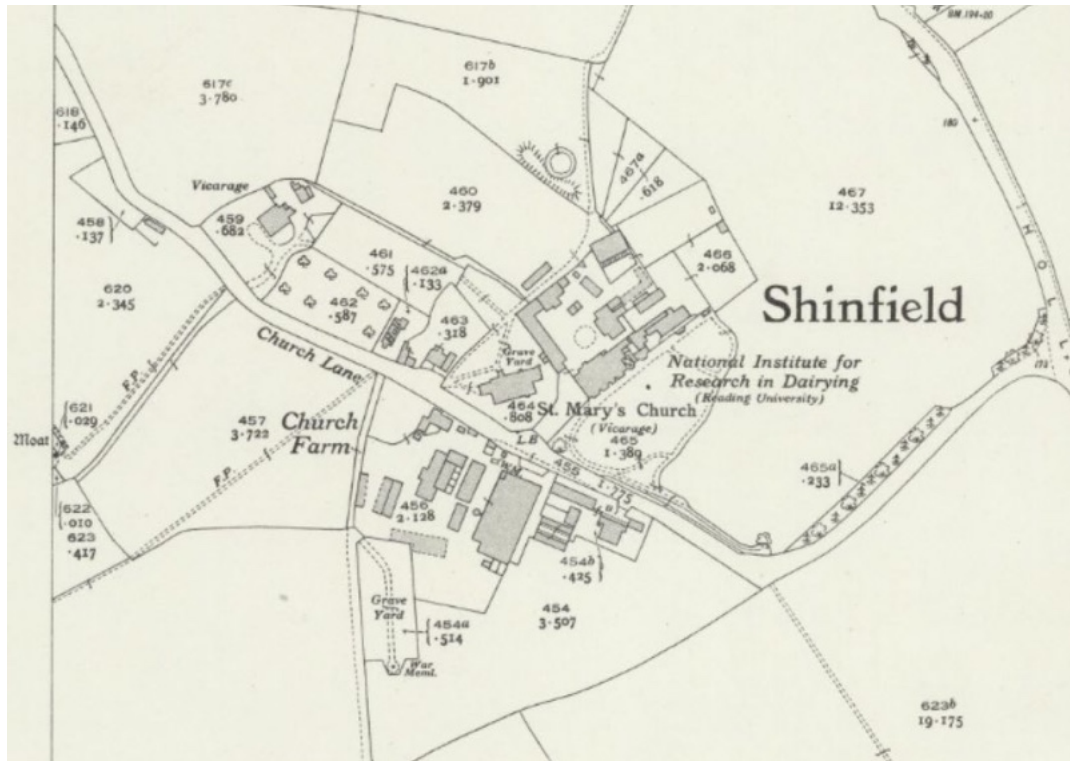 BM.194·80
617c
3·780
617b
1·901
618
·146
180
Vicarage
467a
·618
460
2·379
467
12·353
458
·137
459
·682
461
·575
462a
·133
466
2·068
620
2·345
462
·587
463
·318
Shinfield
Church Lane
Grave
Yard
National Institute for
Research in Dairying
(Reading University)
F.P.
621
·029
Moat
457
3·722
Church
Farm
464
·808
St. Mary's Church
(Vicarage)
L.B
465
1·389
465a
·233
455
1·775
F.P.
622
·010
623
·417
456
2·128
454b
·425
Grave
Yard
454a
·514
454
3·507
War
Meml.
623b
19·175